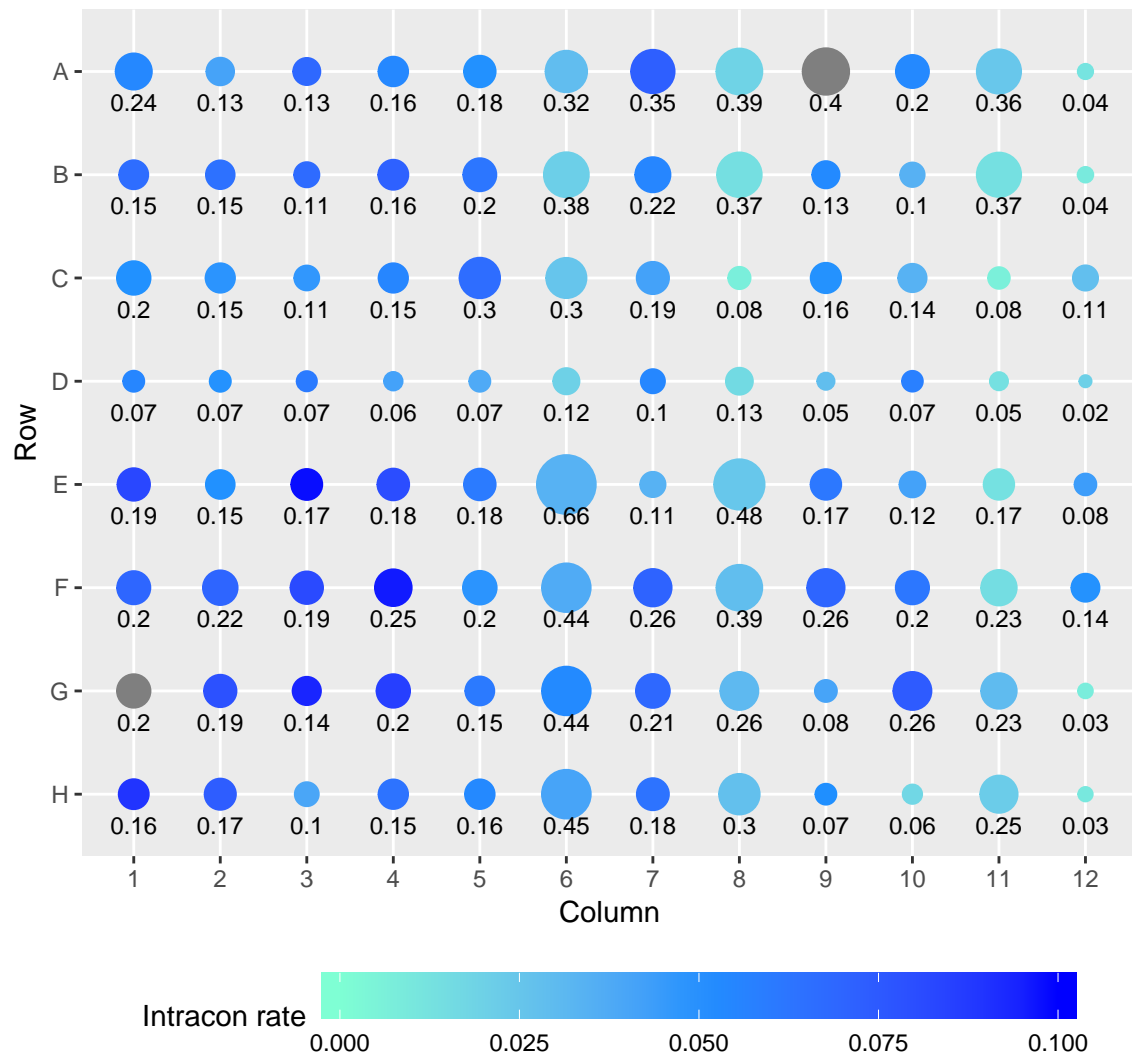 A
0.24 0.13 0.13 0.16 0.18 0.32 0.35 0.39 0.4 0.2 0.36 0.04
B
0.15 0.15 0.11 0.16 0.2 0.38 0.22 0.37 0.13 0.1 0.37 0.04
C
0.2 0.15 0.11 0.15 0.3 0.3 0.19 0.08 0.16 0.14 0.08 0.11
D
0.07 0.07 0.07 0.06 0.07 0.12 0.1 0.13 0.05 0.07 0.05 0.02
Row
E
0.19 0.15 0.17 0.18 0.18 0.66 0.11 0.48 0.17 0.12 0.17 0.08
F
0.2 0.22 0.19 0.25 0.2 0.44 0.26 0.39 0.26 0.2 0.23 0.14
G
0.2 0.19 0.14 0.2 0.15 0.44 0.21 0.26 0.08 0.26 0.23 0.03
H
0.16 0.17 0.1 0.15 0.16 0.45 0.18 0.3 0.07 0.06 0.25 0.03
1 2 3 4 5 6 7 8 9 10 11 12
Column
Intracon rate
0.000 0.025 0.050 0.075 0.100